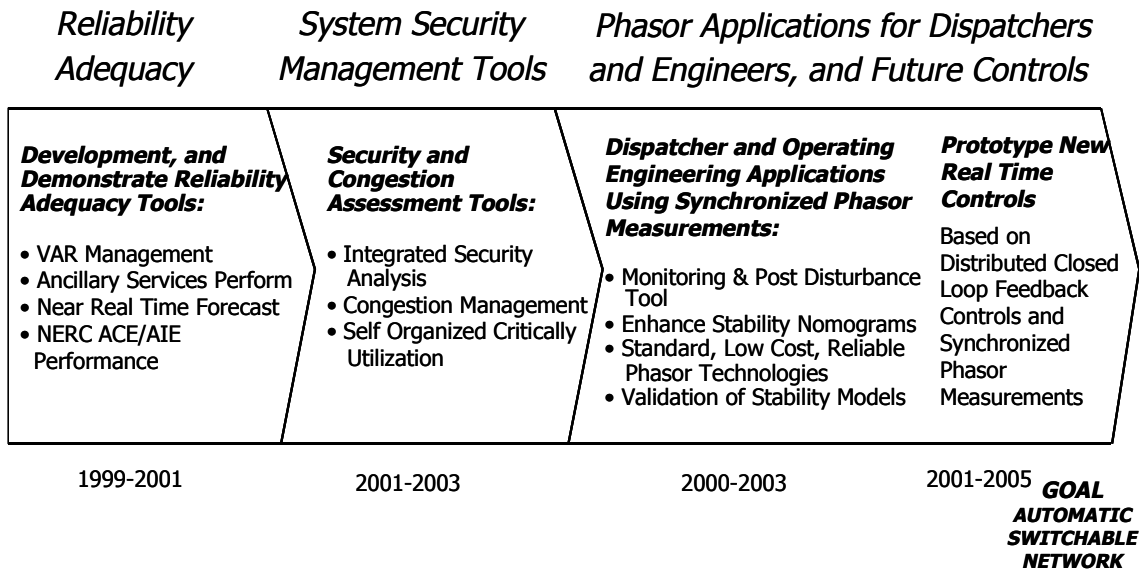 Reliability
Adequacy
System Security
Management Tools
Phasor Applications for Dispatchers
and Engineers, and Future Controls
Development, and
Demonstrate Reliability
Adequacy Tools:
• VAR Management
• Ancillary Services Perform
• Near Real Time Forecast
• NERC ACE/AIE
Performance
Security and
Congestion
Assessment Tools:
• Integrated Security
Analysis
• Congestion Management
• Self Organized Critically
Utilization
Dispatcher and Operating
Engineering Applications
Using Synchronized Phasor
Measurements:
• Monitoring & Post Disturbance
Tool
• Enhance Stability Nomograms
• Standard, Low Cost, Reliable
Phasor Technologies
• Validation of Stability Models
Prototype New
Real Time
Controls
Based on
Distributed Closed
Loop Feedback
Controls and
Synchronized
Phasor
Measurements
1999-2001
2001-2003
2000-2003
2001-2005
GOAL
AUTOMATIC
SWITCHABLE
NETWORK